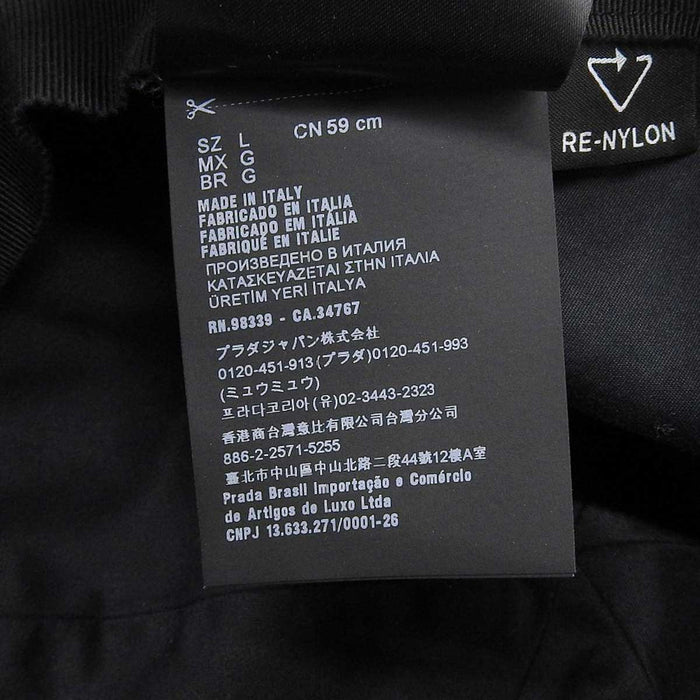 CN 59 cm
SZ L
MX G
BR G
MADE IN ITALY
FABRICADO EN ITALIA
FABRICADO EM ITÁLIA
FABRIQUÉ EN ITALIE
ПРОИЗВЕДЕНО В ИТАЛИЯ
ΚΑΤΑΣΚΕΥΑΖΕΤΑΙ ΣΤΗΝ ΙΤΑΛΙΑ
ÜRETİM YERİ İTALYA
RN.98339 - CA.34767
プラダジャパン株式会社
0120-451-913(プラダ)0120-451-993
(ミュウミュウ)
프라다코리아(유)02-3443-2323
香港商台灣意比有限公司台灣分公司
886-2-2571-5255
臺北市中山區中山北路二段44號12樓A室
Prada Brasil Importação e Comércio
de Artigos de Luxo Ltda
CNPJ 13.633.271/0001-26
RE-NYLON